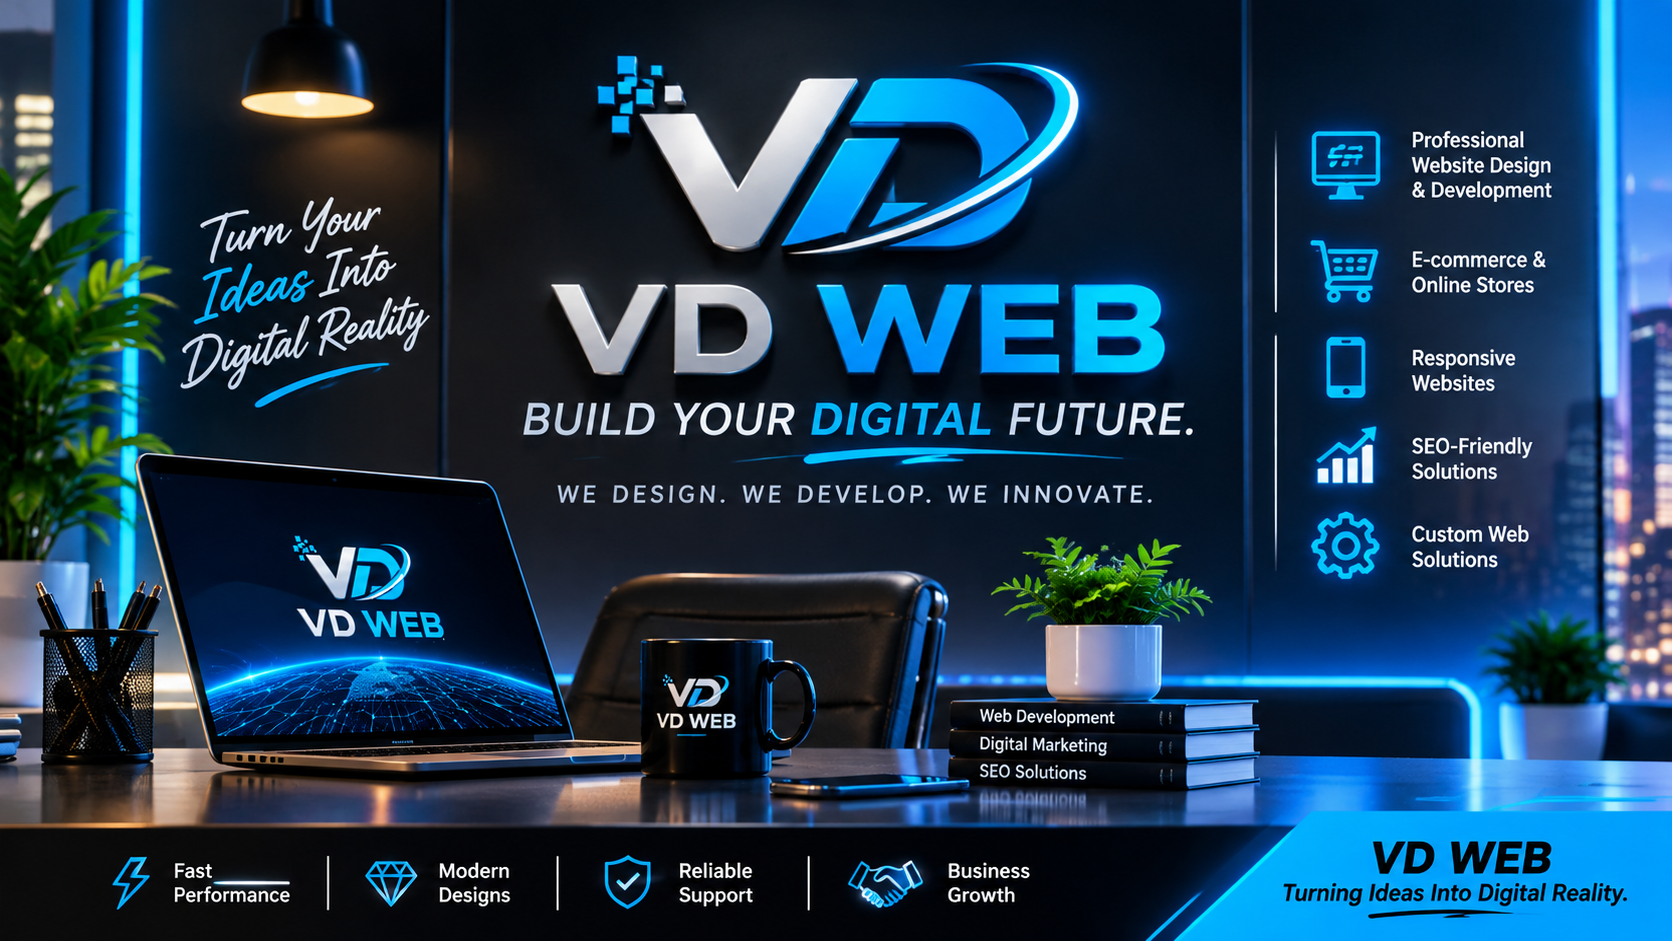 VD
VD WEB
BUILD YOUR DIGITAL FUTURE.
WE DESIGN. WE DEVELOP. WE INNOVATE.
Turn Your
Ideas Into
Digital Reality
Professional
Website Design
& Development
E-commerce &
Online Stores
Responsive
Websites
SEO-Friendly
Solutions
Custom Web
Solutions
VD
VD WEB
VD
VD WEB
Web Development
Digital Marketing
SEO Solutions
Fast
Performance
Modern
Designs
Reliable
Support
Business
Growth
VD WEB
Turning Ideas Into Digital Reality.